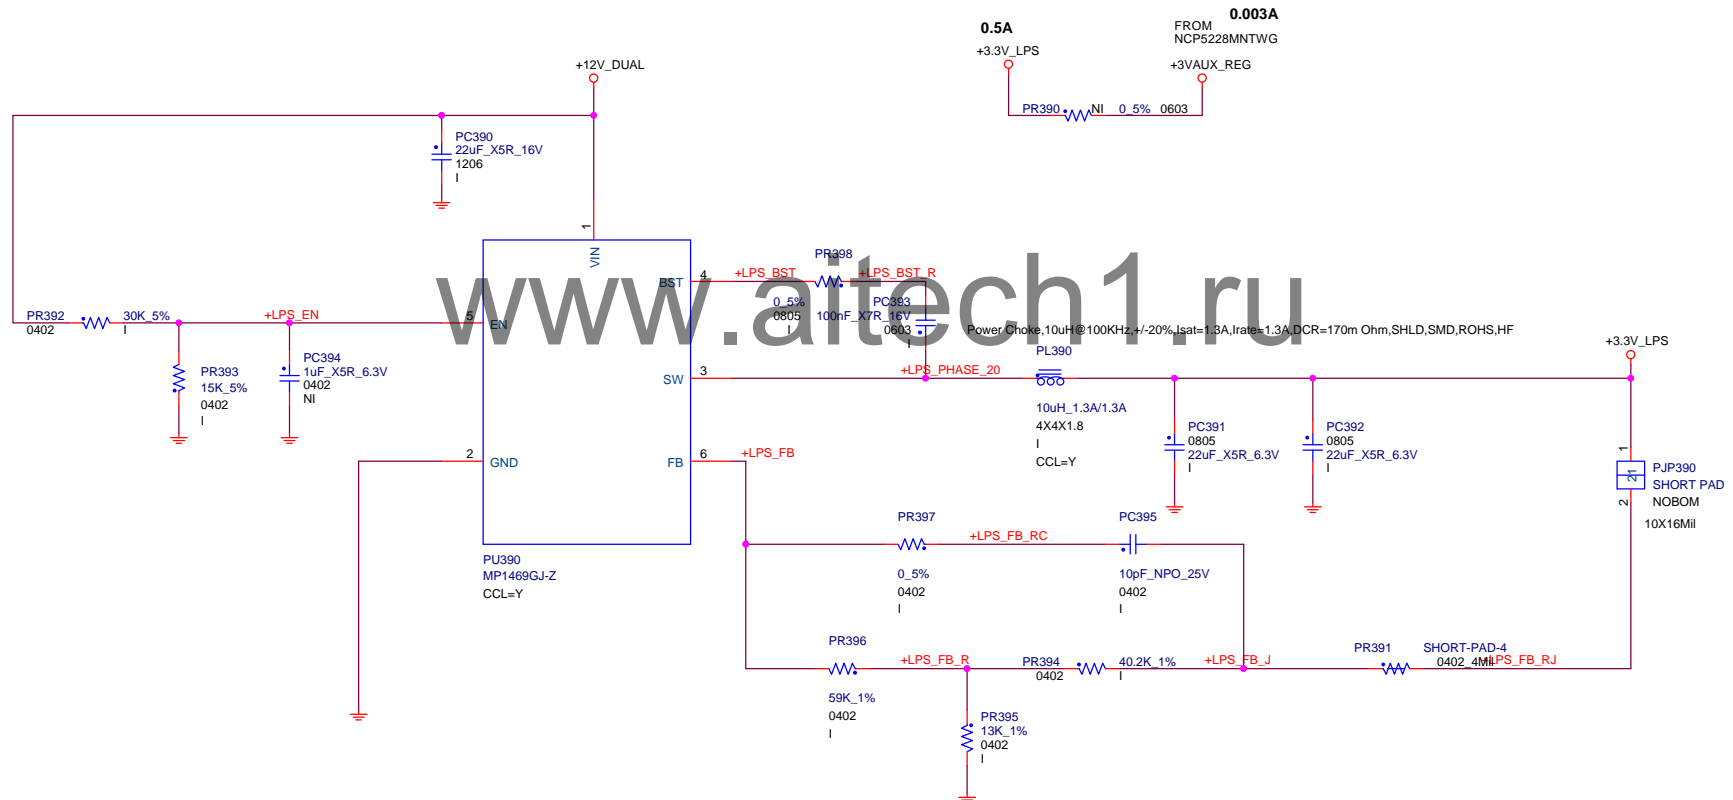 0.003A
0.5A
FROM
NCP5228MNTWG
+3.3V_LPS
+3VAUX_REG
+12V_DUAL
PR390 NI 0_5% 0603
PC390
22uF_X5R_16V
1206
I
1
VIN
www.aitech1.ru
PR398
4 +LPS_BST +LPS_BST_R
BST
0_5% PC393
0805 100nF_X7R_16V
I 0603
I
PR392 30K_5% +LPS_EN 5 EN
0402 I
Power Choke,10uH@100KHz,+/-20%,Isat=1.3A,Irate=1.3A,DCR=170m Ohm,SHLD,SMD,ROHS,HF
PL390
+3.3V_LPS
PR393
15K_5%
0402
I
PC394
1uF_X5R_6.3V
0402
NI
SW 3 +LPS_PHASE_20
10uH_1.3A/1.3A
4X4X1.8
I
CCL=Y
PC391
0805
22uF_X5R_6.3V
I
PC392
0805
22uF_X5R_6.3V
I
2 GND
FB 6 +LPS_FB
1
21
2
PJP390
SHORT PAD
NOBOM
10X16Mil
PR397 +LPS_FB_RC PC395
0_5%
0402
I
10pF_NPO_25V
0402
I
PU390
MP1469GJ-Z
CCL=Y
PR396 +LPS_FB_R PR394 40.2K_1% +LPS_FB_J
0402 I
PR391 SHORT-PAD-4
0402_4Mil +LPS_FB_RJ
59K_1%
0402
I
PR395
13K_1%
0402
I